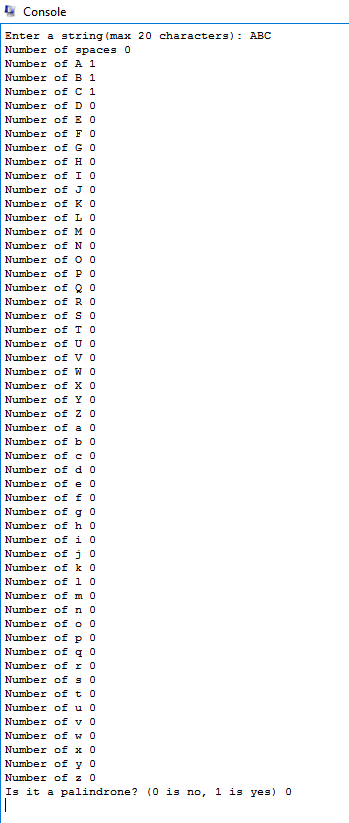 Console
Enter a string(max 20 characters): ABC
Number of spaces 0
Number of A 1
Number of B 1
Number of C 1
Number of D 0
Number of E 0
Number of F 0
Number of G 0
Number of H 0
Number of I 0
Number of J 0
Number of K 0
Number of L 0
Number of M 0
Number of N 0
Number of O 0
Number of P 0
Number of Q 0
Number of R 0
Number of S 0
Number of T 0
Number of U 0
Number of V 0
Number of W 0
Number of X 0
Number of Y 0
Number of Z 0
Number of a 0
Number of b 0
Number of c 0
Number of d 0
Number of e 0
Number of f 0
Number of g 0
Number of h 0
Number of i 0
Number of j 0
Number of k 0
Number of l 0
Number of m 0
Number of n 0
Number of o 0
Number of p 0
Number of q 0
Number of r 0
Number of s 0
Number of t 0
Number of u 0
Number of v 0
Number of w 0
Number of x 0
Number of y 0
Number of z 0
Is it a palindrone? (0 is no, 1 is yes) 0